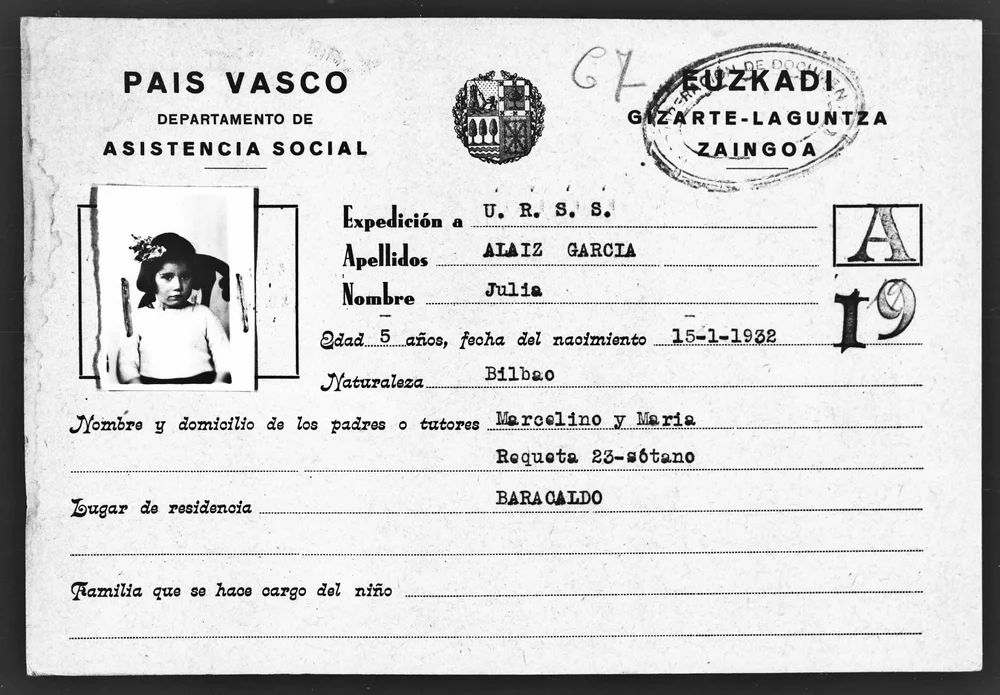 PAIS VASCO
DEPARTAMENTO DE
ASISTENCIA SOCIAL
67
EUZKADI
GIZARTE-LAGUNTZA
ZAINGOA
DE DOCUMEN
Expedición a U. R. S. S.
Apellidos ALAIZ GARCIA
A
Nombre Julia
19
Edad 5 años, fecha del nacimiento 15-1-1932
Naturaleza Bilbao
Nombre y domicilio de los padres o tutores Marcelino y Maria
Requeta 23-sótano
Lugar de residencia BARACALDO
Familia que se hace cargo del niño